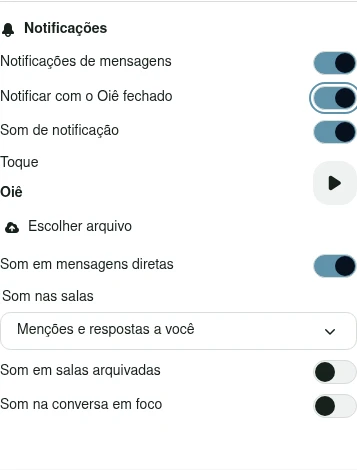 Notificações
Notificações de mensagens
Notificar com o Oiê fechado
Som de notificação
Toque
Oiê
Escolher arquivo
Som em mensagens diretas
Som nas salas
Menções e respostas a você
Som em salas arquivadas
Som na conversa em foco